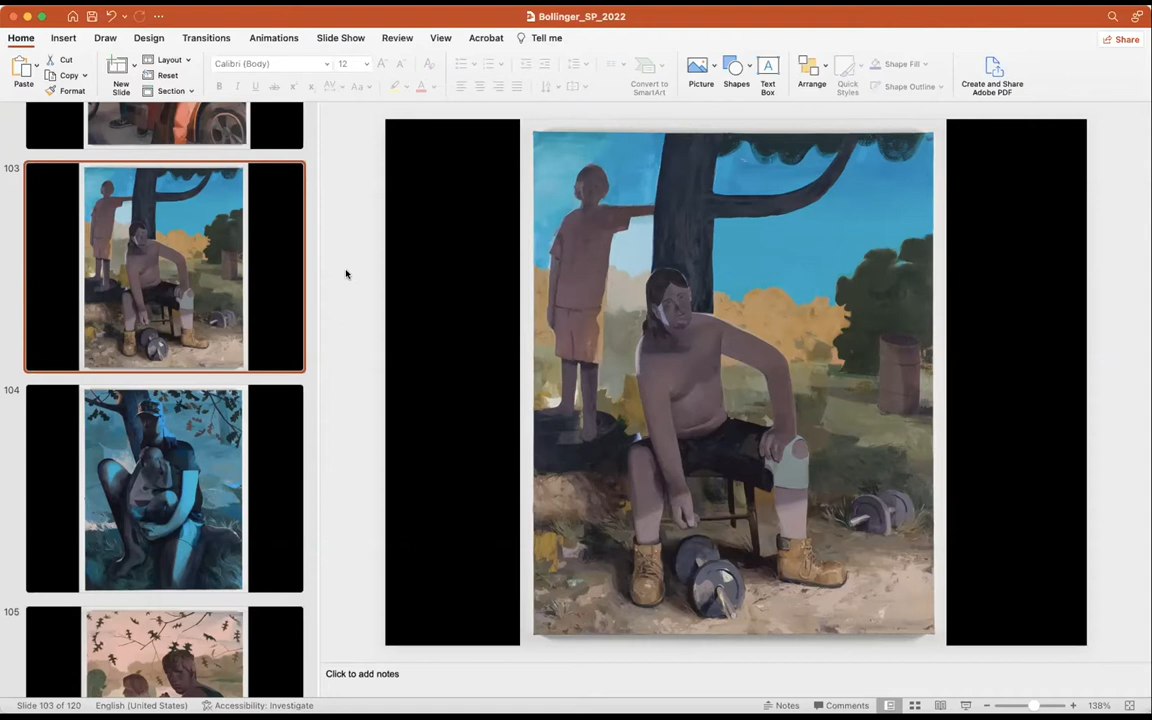 Bollinger_SP_2022
Home Insert Draw Design Transitions Animations Slide Show Review View Acrobat Tell me
Share
Paste
Cut
Copy
Format
New Slide
Layout
Reset
Section
Calibri (Body) 12
Convert to SmartArt
Picture
Shapes
Text Box
Arrange
Quick Styles
Shape Fill
Shape Outline
Create and Share Adobe PDF
103
104
105
Click to add notes
Slide 103 of 120 English (United States) Accessibility: Investigate Notes Comments 138%